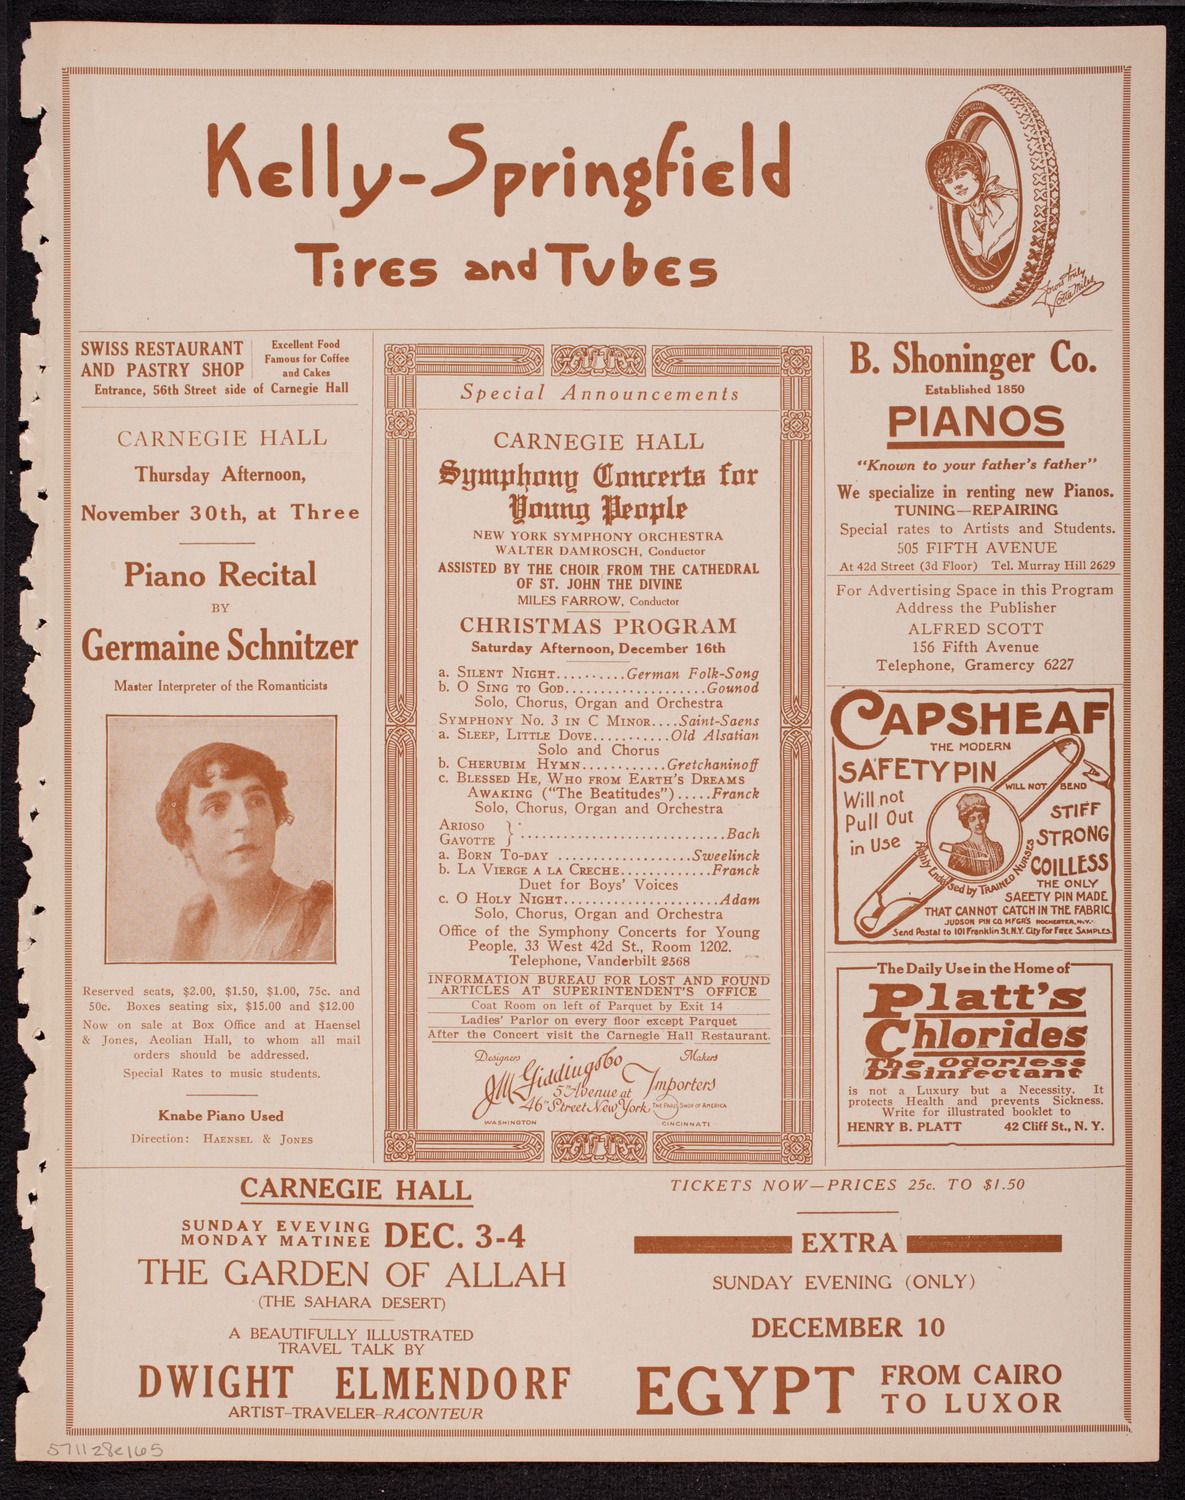 Kelly-Springfield
Tires and Tubes
Yours truly
Lotta Miles
SWISS RESTAURANT
AND PASTRY SHOP
Excellent Food
Famous for Coffee
and Cakes
Entrance, 56th Street side of Carnegie Hall
CARNEGIE HALL
Thursday Afternoon,
November 30th, at Three
Piano Recital
BY
Germaine Schnitzer
Master Interpreter of the Romanticists
Reserved seats, $2.00, $1.50, $1.00, 75c. and
50c. Boxes seating six, $15.00 and $12.00
Now on sale at Box Office and at Haensel
& Jones, Aeolian Hall, to whom all mail
orders should be addressed.
Special Rates to music students.
Knabe Piano Used
Direction: HAENSEL & JONES
Special Announcements
CARNEGIE HALL
Symphony Concerts for
Young People
NEW YORK SYMPHONY ORCHESTRA
WALTER DAMROSCH, Conductor
ASSISTED BY THE CHOIR FROM THE CATHEDRAL
OF ST. JOHN THE DIVINE
MILES FARROW, Conductor
CHRISTMAS PROGRAM
Saturday Afternoon, December 16th
a. SILENT NIGHT..........German Folk-Song
b. O SING TO GOD....................Gounod
Solo, Chorus, Organ and Orchestra
SYMPHONY NO. 3 IN C MINOR....Saint-Saens
a. SLEEP, LITTLE DOVE...........Old Alsatian
Solo and Chorus
b. CHERUBIM HYMN............Gretchaninoff
c. BLESSED HE, WHO FROM EARTH'S DREAMS
AWAKING ("The Beatitudes").....Franck
Solo, Chorus, Organ and Orchestra
ARIOSO
GAVOTTE } ..............................Bach
a. BORN TO-DAY ...................Sweelinck
b. LA VIERGE A LA CRECHE.............Franck
Duet for Boys' Voices
c. O HOLY NIGHT......................Adam
Solo, Chorus, Organ and Orchestra
Office of the Symphony Concerts for Young
People, 33 West 42d St., Room 1202.
Telephone, Vanderbilt 2568
INFORMATION BUREAU FOR LOST AND FOUND
ARTICLES AT SUPERINTENDENT'S OFFICE
Coat Room on left of Parquet by Exit 14
Ladies' Parlor on every floor except Parquet
After the Concert visit the Carnegie Hall Restaurant.
Designers Makers
J.M. Giddings & Co Importers
5th Avenue at
46th Street New York
THE PARIS SHOP OF AMERICA
WASHINGTON CINCINNATI
B. Shoninger Co.
Established 1850
PIANOS
"Known to your father's father"
We specialize in renting new Pianos.
TUNING—REPAIRING
Special rates to Artists and Students.
505 FIFTH AVENUE
At 42d Street (3d Floor) Tel. Murray Hill 2629
For Advertising Space in this Program
Address the Publisher
ALFRED SCOTT
156 Fifth Avenue
Telephone, Gramercy 6227
CAPSHEAF
THE MODERN
SAFETY PIN
WILL NOT BEND
Will not
Pull Out
in Use
STIFF
STRONG
COILLESS
Highly Endorsed by TRAINED NURSES
THE ONLY
SAFETY PIN MADE
THAT CANNOT CATCH IN THE FABRIC.
JUDSON PIN CO. MFGRS ROCHESTER, N.Y.
Send Postal to 101 Franklin St. N.Y. City for FREE SAMPLES.
The Daily Use in the Home of
Platt's
Chlorides
The Odorless
Disinfectant
is not a Luxury but a Necessity. It
protects Health and prevents Sickness.
Write for illustrated booklet to
HENRY B. PLATT 42 Cliff St., N. Y.
CARNEGIE HALL
SUNDAY EVEVING
MONDAY MATINEE DEC. 3-4
THE GARDEN OF ALLAH
(THE SAHARA DESERT)
A BEAUTIFULLY ILLUSTRATED
TRAVEL TALK BY
DWIGHT ELMENDORF
ARTIST-TRAVELER-RACONTEUR
TICKETS NOW—PRICES 25c. TO $1.50
EXTRA
SUNDAY EVENING (ONLY)
DECEMBER 10
EGYPT FROM CAIRO
TO LUXOR
571128e165